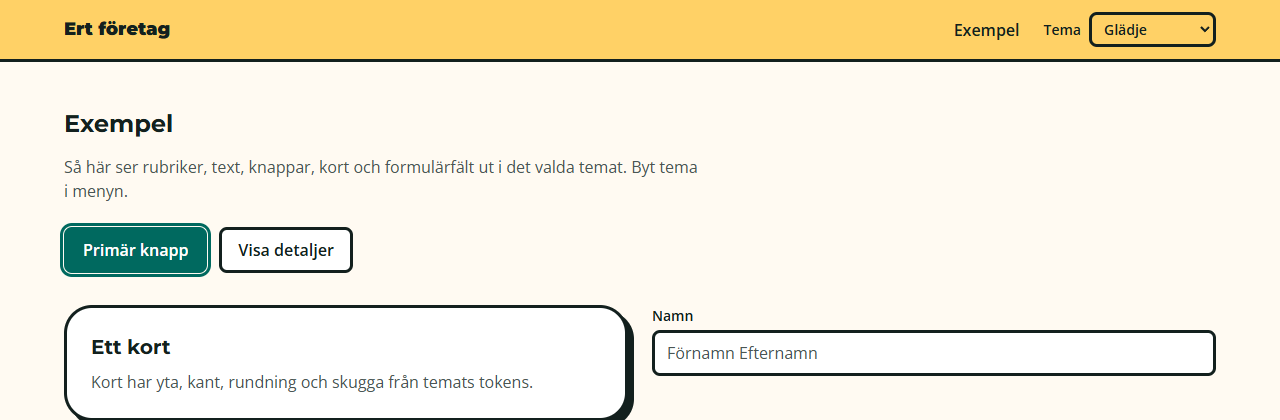 Ert företag
Exempel
Tema
Glädje
Exempel
Så här ser rubriker, text, knappar, kort och formulärfält ut i det valda temat. Byt tema
i menyn.
Primär knapp
Visa detaljer
Ett kort
Kort har yta, kant, rundning och skugga från temats tokens.
Namn
Förnamn Efternamn